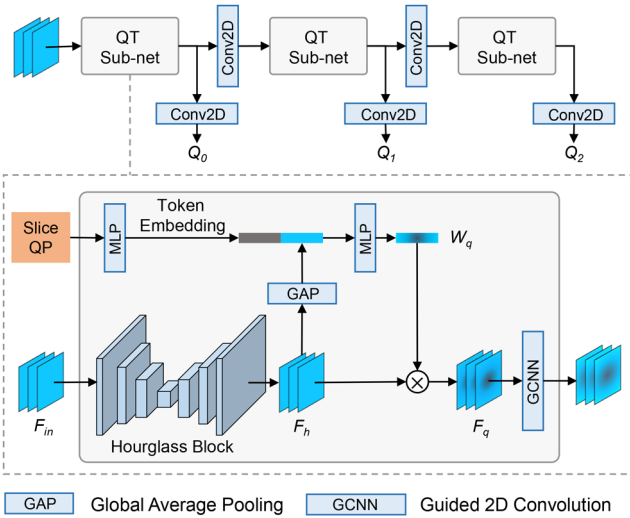 QT
Sub-net
Conv2D
QT
Sub-net
Conv2D
QT
Sub-net
Conv2D
Conv2D
Conv2D
Q0
Q1
Q2
Slice
QP
MLP
Token
Embedding
MLP
Wq
GAP
GCNN
Fin
Hourglass Block
Fh
Fq
GAP
Global Average Pooling
GCNN
Guided 2D Convolution